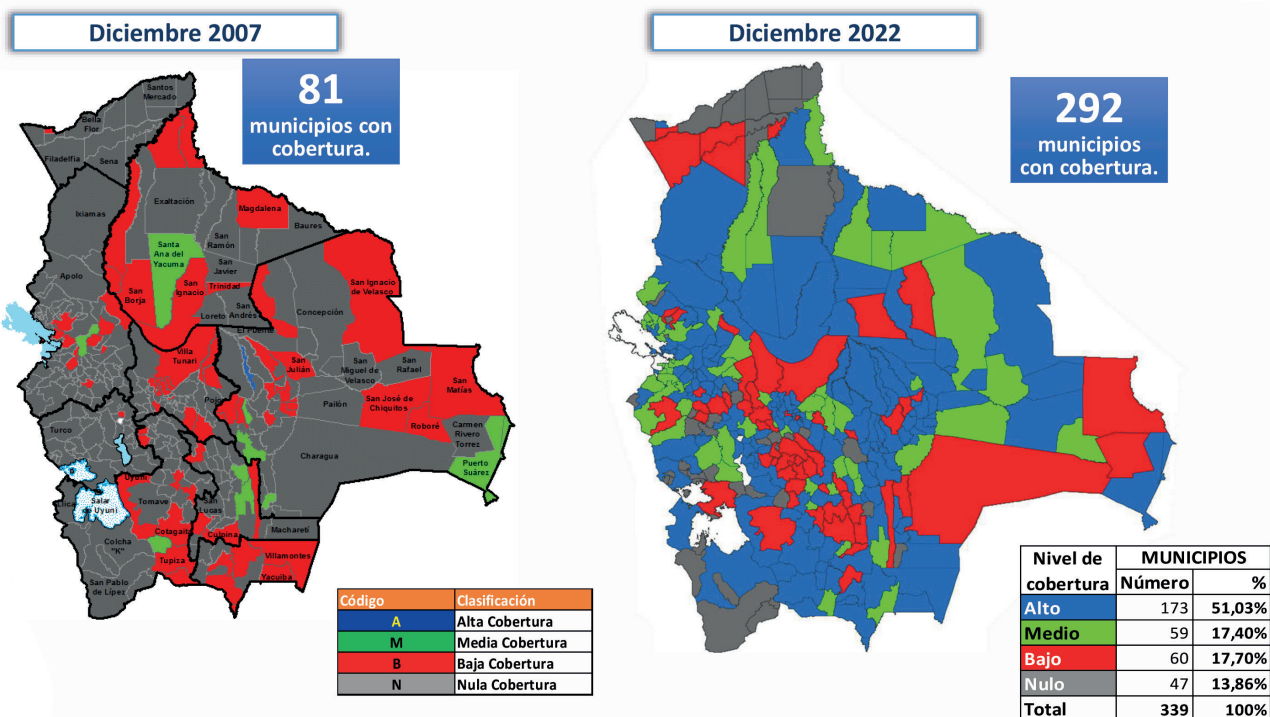 Diciembre 2007
81
municipios con
cobertura.
Santos
Mercado
Bella
Flor
Filadelfia
Sena
Ixiamas
Exaltación
Magdalena
Baures
Santa
Ana del
Yacuma
San
Ramón
San
Javier
Apolo
San
Borja
San
Ignacio
Trinidad
Loreto
San
Andrés
San Ignacio
de Velasco
Concepción
El Puente
Villa
Tunari
San
Julián
San
Miguel de
Velasco
San
Rafael
San
Matías
Pojo
Pailón
San José de
Chiquitos
Roboré
Carmen
Rivero
Torrez
Turco
Charagua
Puerto
Suárez
Uyuni
Salar
de Uyuni
Tomave
San
Lucas
Colcha
"K"
Cotagaita
Culpina
Machareti
Tupiza
Villamontes
Yacuiba
San Pablo
de Lípez
Código Clasificación
A Alta Cobertura
M Media Cobertura
B Baja Cobertura
N Nula Cobertura
Diciembre 2022
292
municipios
con cobertura.
Nivel de cobertura MUNICIPIOS
Número %
Alto 173 51,03%
Medio 59 17,40%
Bajo 60 17,70%
Nulo 47 13,86%
Total 339 100%